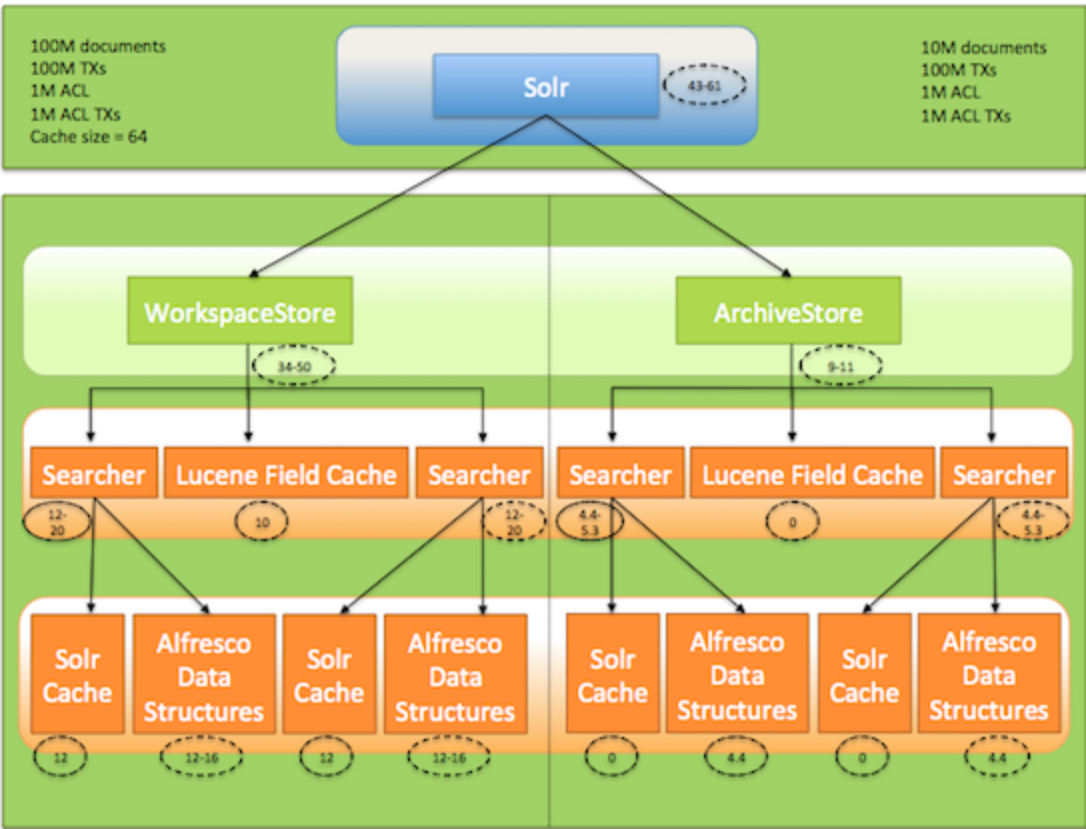 100M documents
100M TXs
1M ACL
1M ACL TXs
Cache size = 64
Solr
43-61
10M documents
100M TXs
1M ACL
1M ACL TXs
WorkspaceStore
ArchiveStore
34-50
9-11
Searcher
Lucene Field Cache
Searcher
Searcher
Lucene Field Cache
Searcher
12-
20
10
12-
20
4.4-
5.3
0
4.4-
5.3
Solr
Cache
Alfresco
Data
Structures
Solr
Cache
Alfresco
Data
Structures
Solr
Cache
Alfresco
Data
Structures
Solr
Cache
Alfresco
Data
Structures
12
12-16
12
12-16
0
4.4
0
4.4